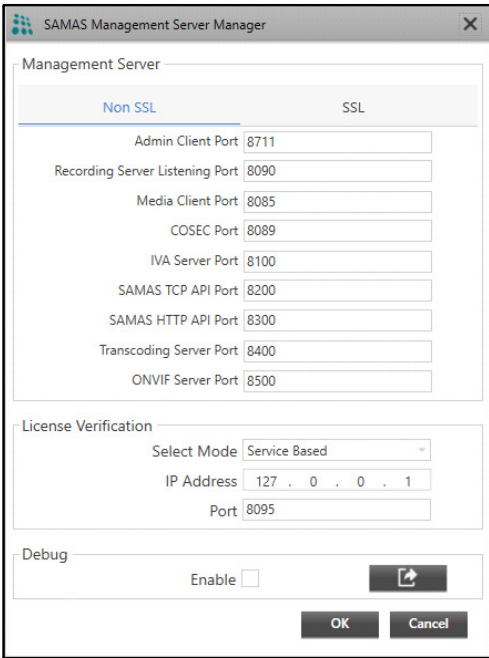 SAMAS Management Server Manager
Management Server
Non SSL SSL
Admin Client Port 8711
Recording Server Listening Port 8090
Media Client Port 8085
COSEC Port 8089
IVA Server Port 8100
SAMAS TCP API Port 8200
SAMAS HTTP API Port 8300
Transcoding Server Port 8400
ONVIF Server Port 8500
License Verification
Select Mode Service Based
IP Address 127 . 0 . 0 . 1
Port 8095
Debug
Enable
OK Cancel